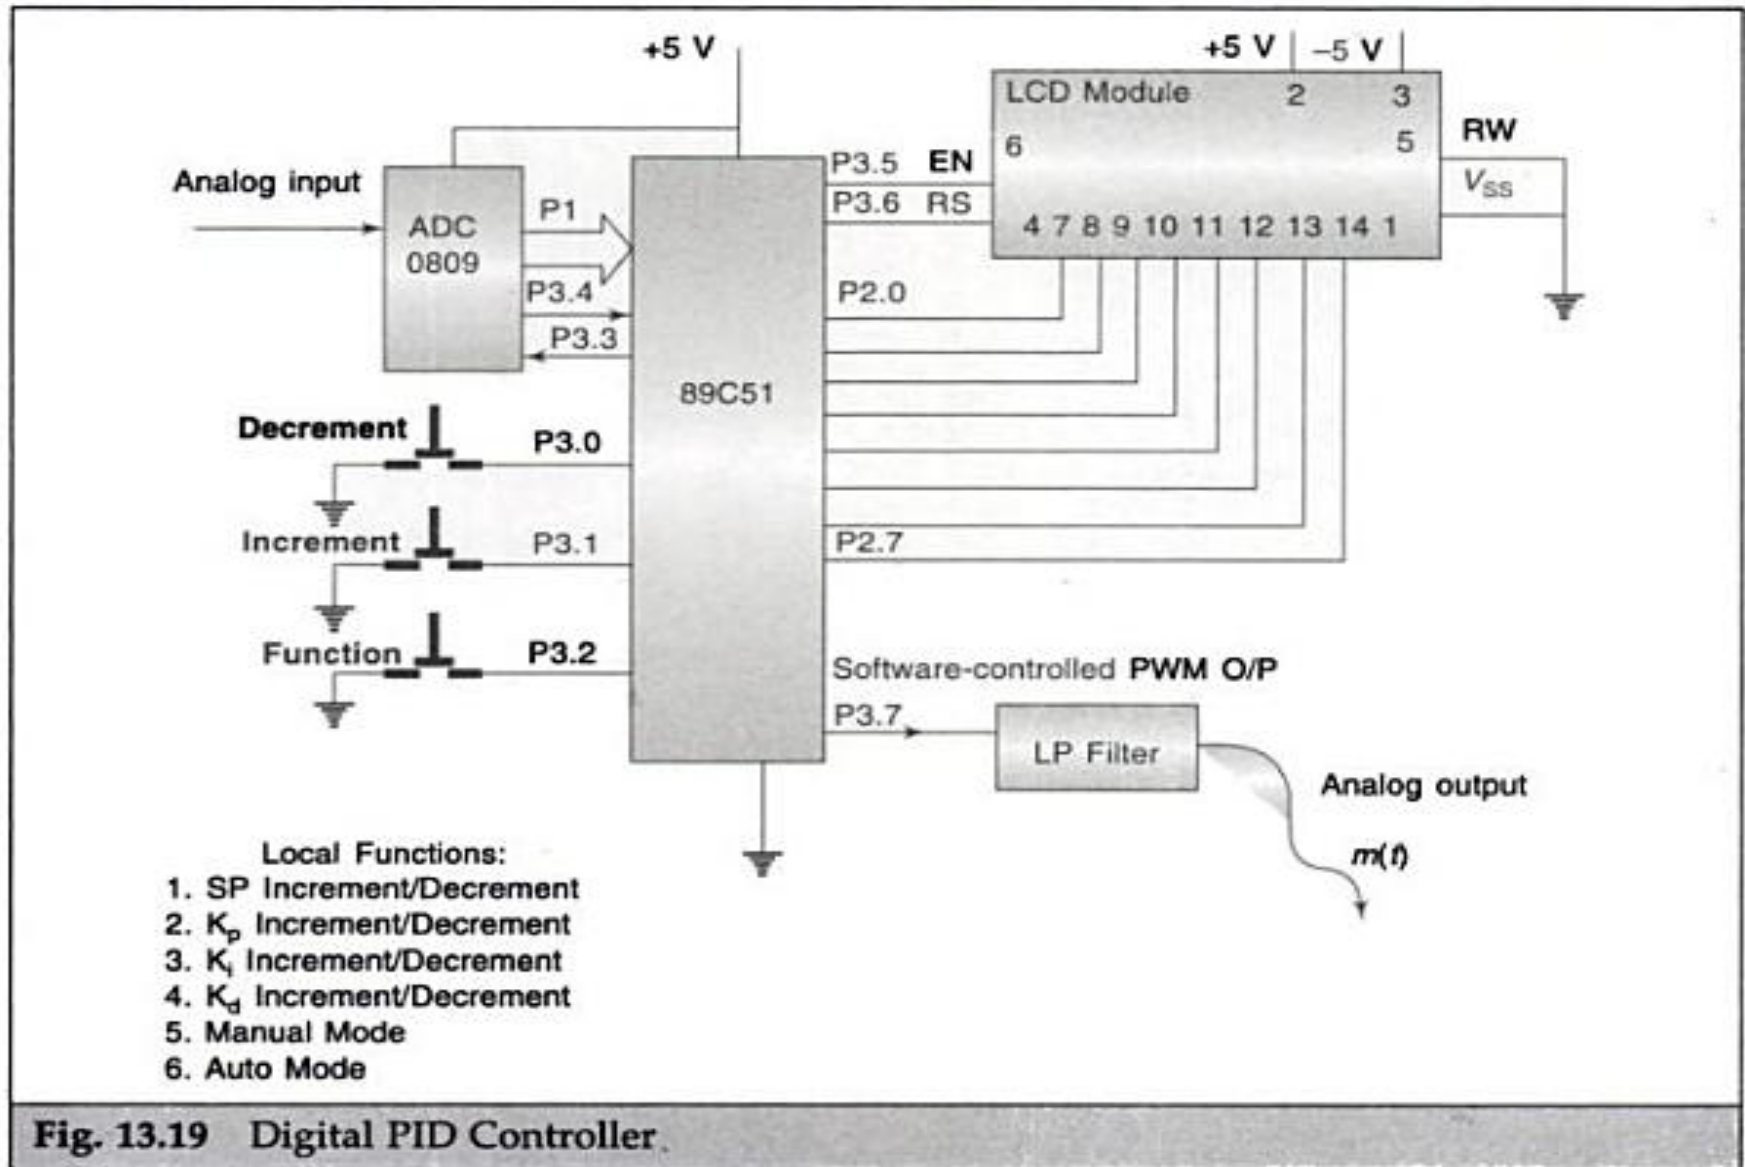 +5 V
+5 V
–5 V
LCD Module
2
3
6
5
RW
V_SS
P3.5 EN
P3.6 RS
4 7 8 9 10 11 12 13 14 1
Analog input
ADC
0809
P1
P3.4
P3.3
P2.0
89C51
Decrement
P3.0
Increment
P3.1
P2.7
Function
P3.2
Software-controlled PWM O/P
P3.7
LP Filter
Analog output
m(t)
Local Functions:
1. SP Increment/Decrement
2. K_p Increment/Decrement
3. K_i Increment/Decrement
4. K_d Increment/Decrement
5. Manual Mode
6. Auto Mode
Fig. 13.19 Digital PID Controller